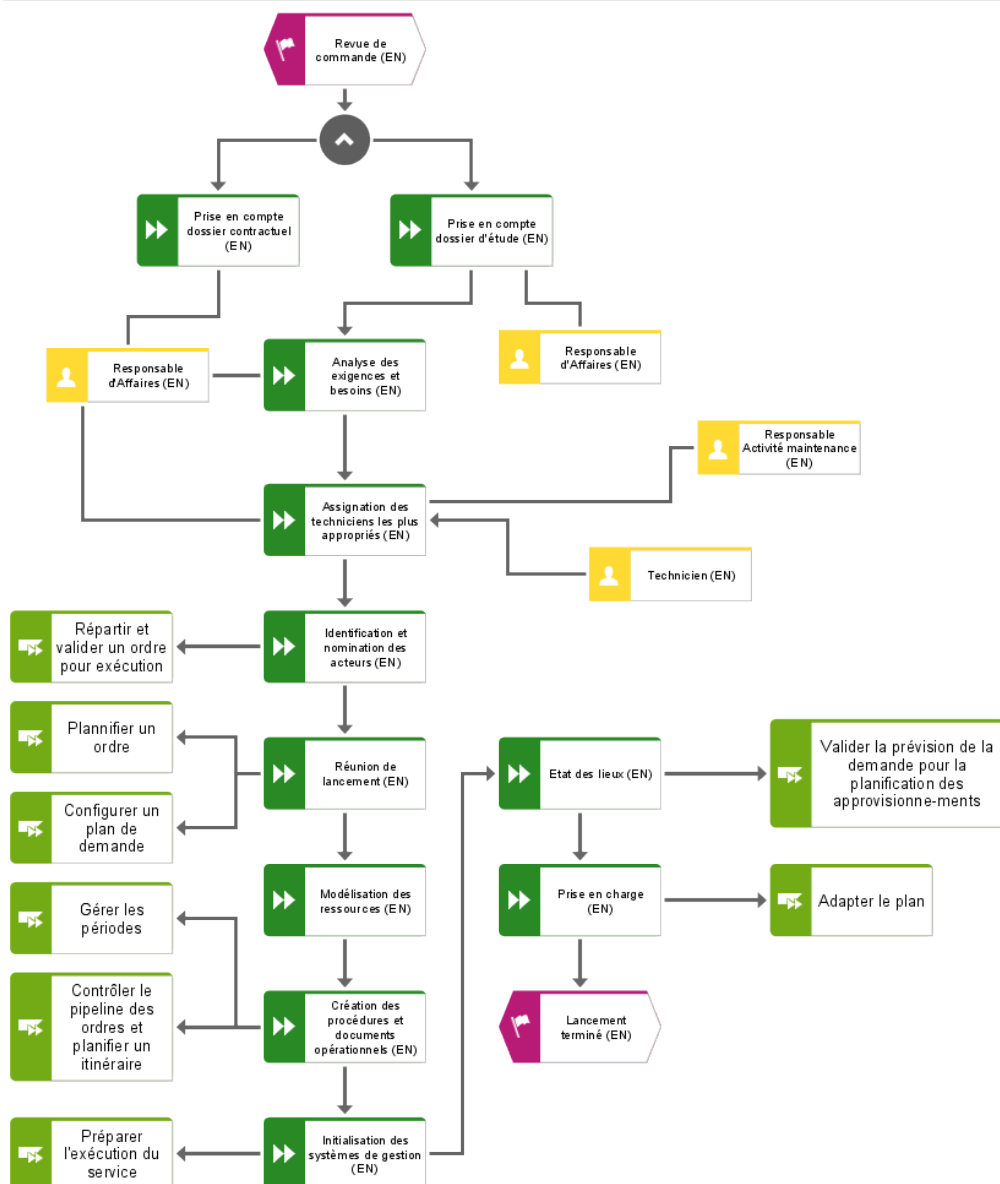 Revue de
commande (EN)
Prise en compte
dossier contractuel
(EN)
Prise en compte
dossier d'étude (EN)
Responsable
d'Affaires (EN)
Analyse des
exigences et
besoins (EN)
Responsable
d'Affaires (EN)
Responsable
Activité maintenance
(EN)
Assignation des
techniciens les plus
appropriés (EN)
Technicien (EN)
Répartir et
valider un ordre
pour exécution
Identification et
nomination des
acteurs (EN)
Plannifier un
ordre
Réunion de
lancement (EN)
Etat des lieux (EN)
Valider la prévision de la
demande pour la
planification des
approvisionne-ments
Configurer un
plan de
demande
Modélisation des
ressources (EN)
Prise en charge
(EN)
Adapter le plan
Gérer les
périodes
Contrôler le
pipeline des
ordres et
planifier un
itinéraire
Création des
procédures et
documents
opérationnels (EN)
Lancement
terminé (EN)
Préparer
l'exécution du
service
Initialisation des
systèmes de gestion
(EN)